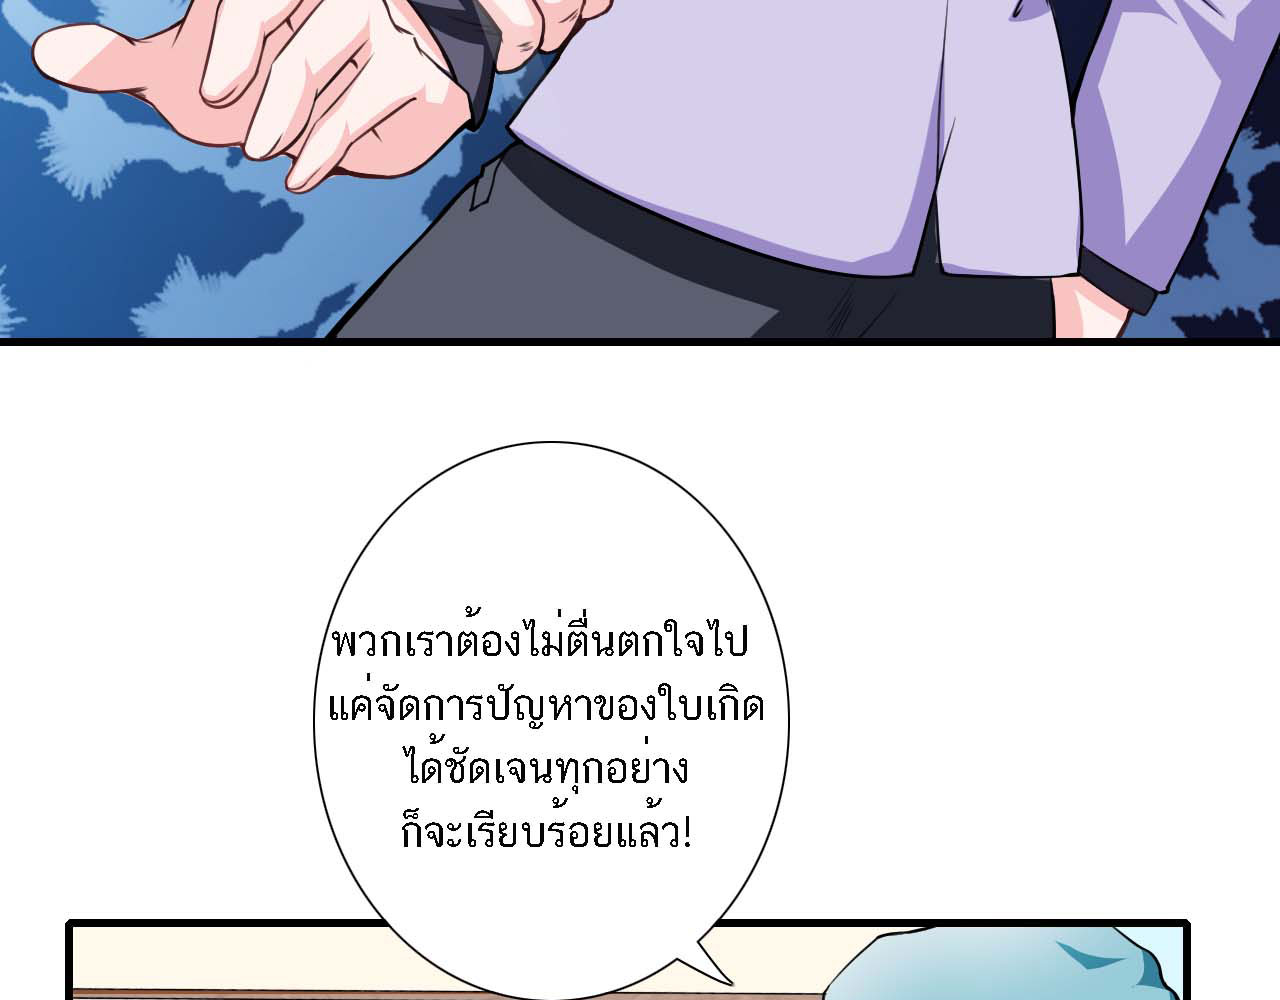 พวกเราต้องไม่ตื่นตกใจไป
แค่จัดการปัญหาของใบเกิด
ได้ชัดเจนทุกอย่าง
ก็จะเรียบร้อยแล้ว!